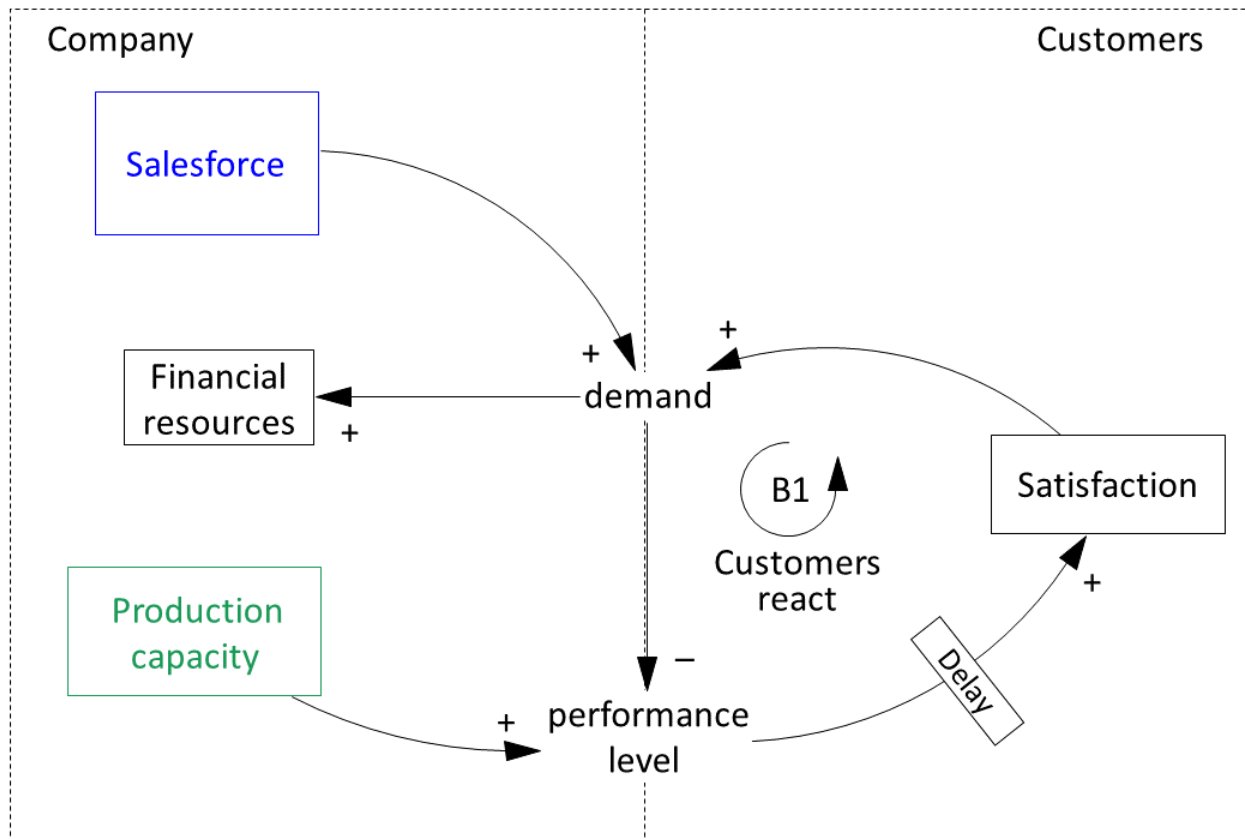 Company
Customers
Salesforce
+
+
demand
Financial
resources
+
B1
Customers
react
Satisfaction
+
Delay
Production
capacity
+
–
performance
level